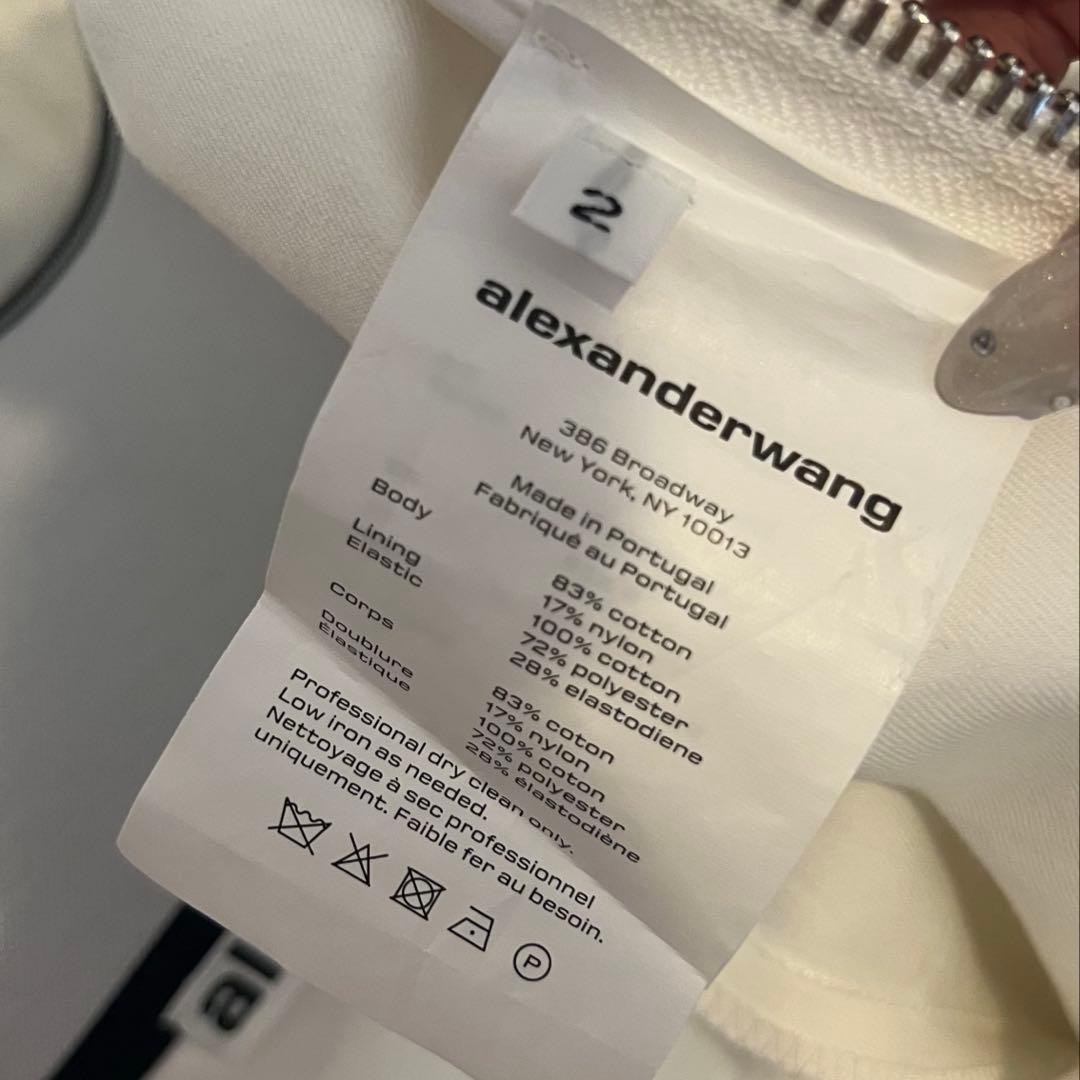 2
alexanderwang
386 Broadway
New York, NY 10013
Made in Portugal
Fabriqué au Portugal
Body 83% cotton
17% nylon
Lining 100% cotton
Elastic 72% polyester
28% elastodiene
Corps 83% coton
17% nylon
Doublure 100% coton
Élastique 72% polyester
28% élastodiène
Professional dry clean only.
Low iron as needed.
Nettoyage à sec professionnel
uniquement. Faible fer au besoin.
P
al